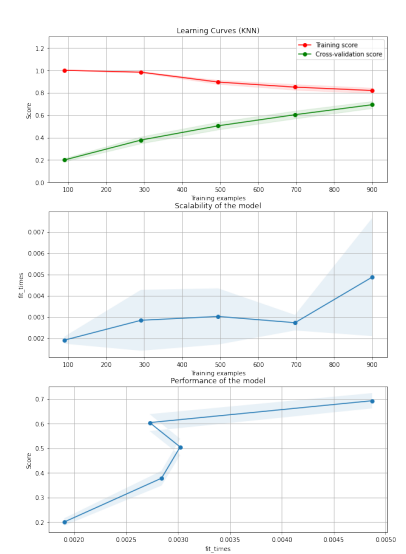 Learning Curves (KNN)
Training score
Cross-validation score
1.2
1.0
0.8
0.6
0.4
0.2
0.0
Score
100 200 300 400 500 600 700 800 900
Training examples
Scalability of the model
0.007
0.006
0.005
0.004
0.003
0.002
fit_times
100 200 300 400 500 600 700 800 900
Training examples
Performance of the model
0.7
0.6
0.5
0.4
0.3
0.2
Score
0.0020 0.0025 0.0030 0.0035 0.0040 0.0045 0.0050
fit_times